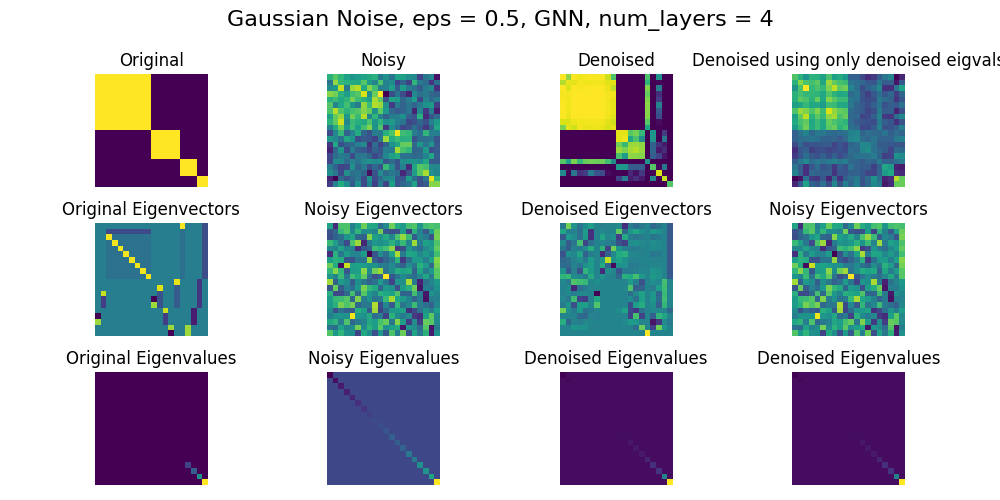 Gaussian Noise, eps = 0.5, GNN, num_layers = 4
Original
Noisy
Denoised
Denoised using only denoised eigvals
Original Eigenvectors
Noisy Eigenvectors
Denoised Eigenvectors
Noisy Eigenvectors
Original Eigenvalues
Noisy Eigenvalues
Denoised Eigenvalues
Denoised Eigenvalues